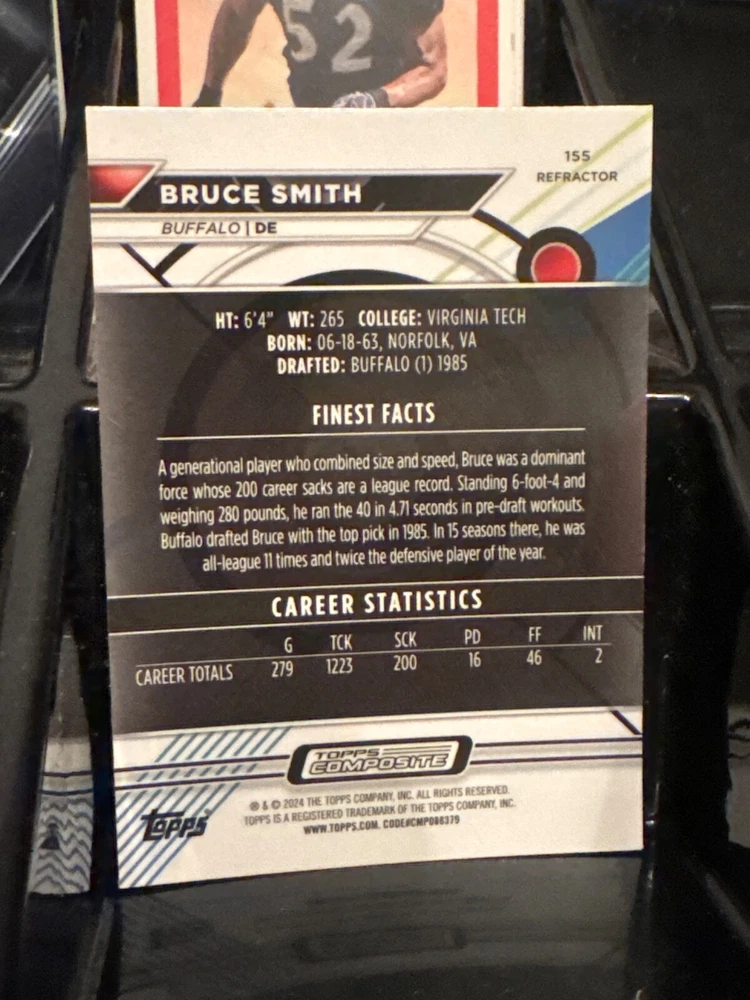 52
155
REFRACTOR
BRUCE SMITH
BUFFALO | DE
HT: 6'4" WT: 265 COLLEGE: VIRGINIA TECH
BORN: 06-18-63, NORFOLK, VA
DRAFTED: BUFFALO (1) 1985
FINEST FACTS
A generational player who combined size and speed, Bruce was a dominant
force whose 200 career sacks are a league record. Standing 6-foot-4 and
weighing 280 pounds, he ran the 40 in 4.71 seconds in pre-draft workouts.
Buffalo drafted Bruce with the top pick in 1985. In 15 seasons there, he was
all-league 11 times and twice the defensive player of the year.
CAREER STATISTICS
G TCK SCK PD FF INT
CAREER TOTALS 279 1223 200 16 46 2
TOPPS
COMPOSITE
Topps
® & © 2024 THE TOPPS COMPANY, INC. ALL RIGHTS RESERVED.
TOPPS IS A REGISTERED TRADEMARK OF THE TOPPS COMPANY, INC.
WWW.TOPPS.COM. CODE#CMP088379